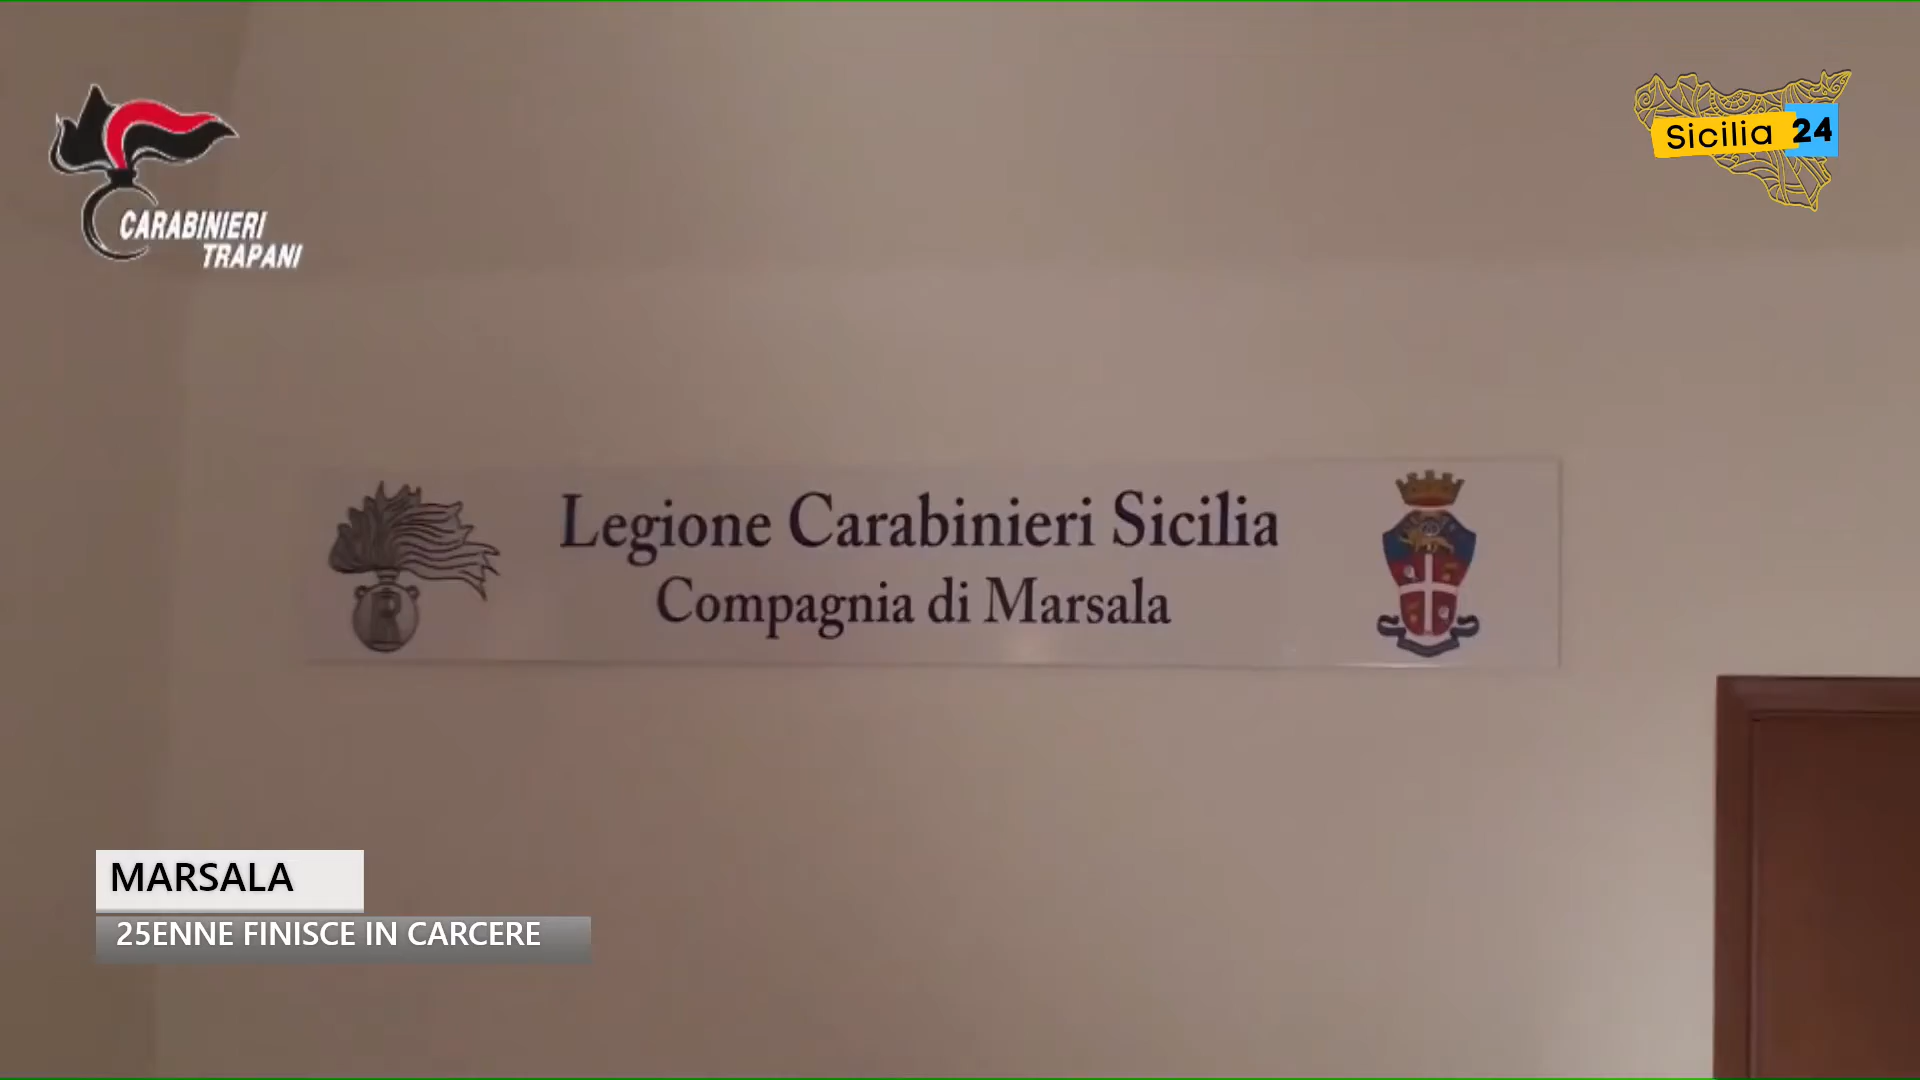 CARABINIERI
TRAPANI
Sicilia 24
Legione Carabinieri Sicilia
Compagnia di Marsala
R
MARSALA
25ENNE FINISCE IN CARCERE